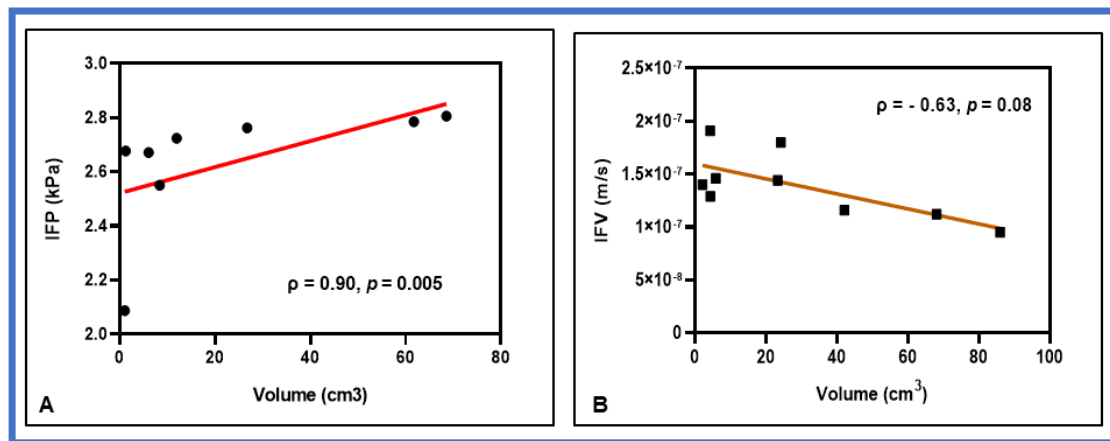 3.0
2.8
2.6
2.4
2.2
2.0
IFP (kPa)
ρ = 0.90, p = 0.005
0 20 40 60 80
Volume (cm3)
A
2.5×10⁻⁷
2×10⁻⁷
1.5×10⁻⁷
1×10⁻⁷
5×10⁻⁸
0
IFV (m/s)
ρ = - 0.63, p = 0.08
0 20 40 60 80 100
Volume (cm³)
B